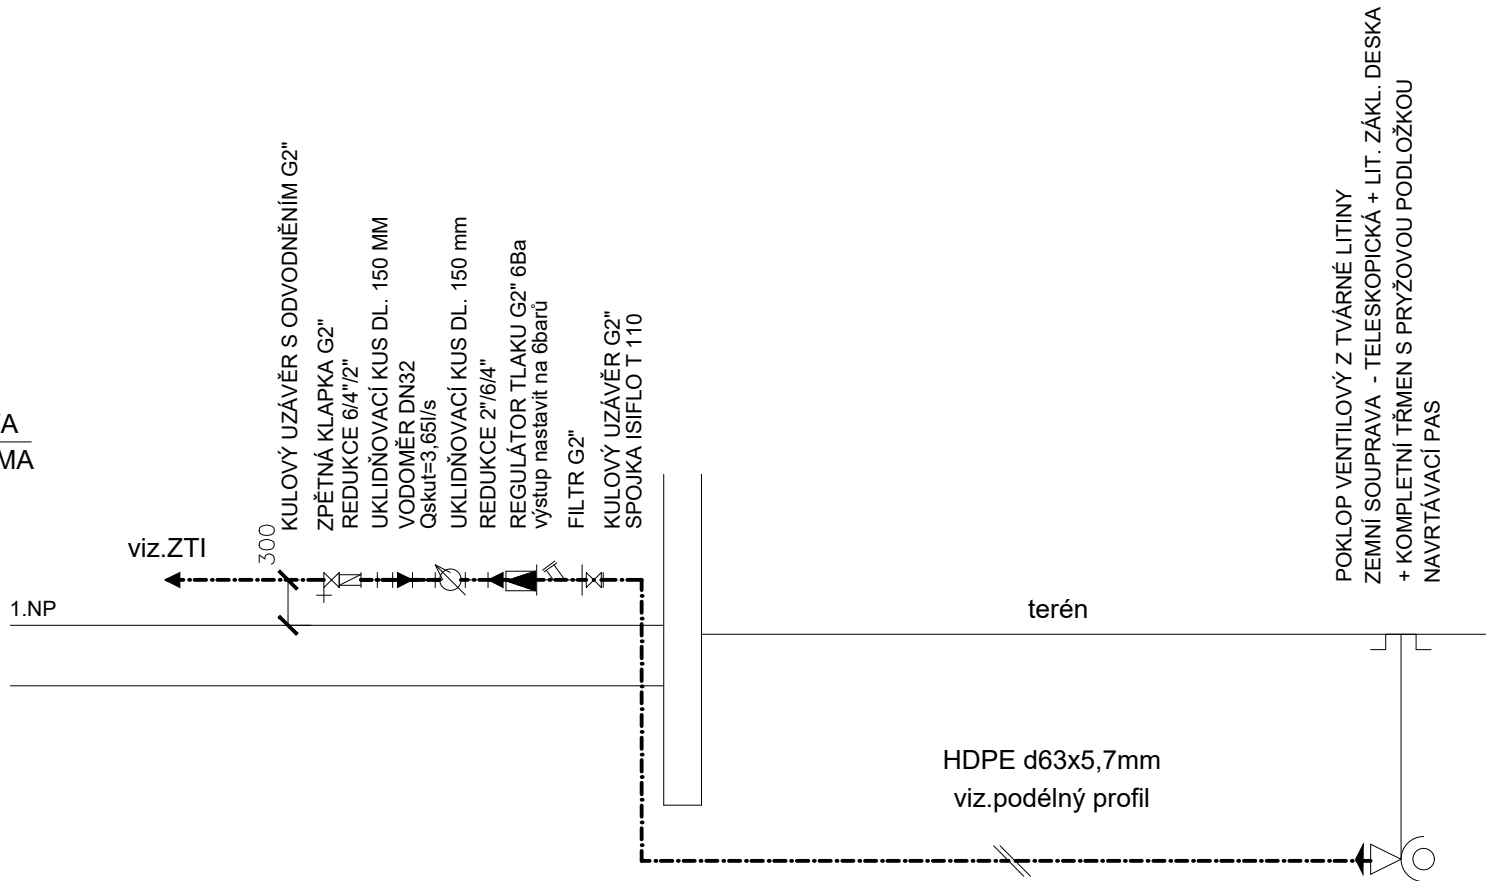 KULOVÝ UZÁVĚR S ODVODNĚNÍM G2"
ZPĚTNÁ KLAPKA G2"
REDUKCE 6/4"/2"
UKLIDŇOVACÍ KUS DL. 150 MM
VODOMĚR DN32
Qskut=3,65l/s
UKLIDŇOVACÍ KUS DL. 150 mm
REDUKCE 2"/6/4"
REGULÁTOR TLAKU G2" 6Ba
výstup nastavit na 6barů
FILTR G2"
KULOVÝ UZÁVĚR G2"
SPOJKA ISIFLO T 110
POKLOP VENTILOVÝ Z TVÁRNÉ LITINY
ZEMNÍ SOUPRAVA - TELESKOPICKÁ + LIT. ZÁKL. DESKA
+ KOMPLETNÍ TŘMEN S PRYŽOVOU PODLOŽKOU
NAVRTÁVACÍ PAS
MA
viz.ZTI
300
1.NP
terén
HDPE d63x5,7mm
viz.podélný profil